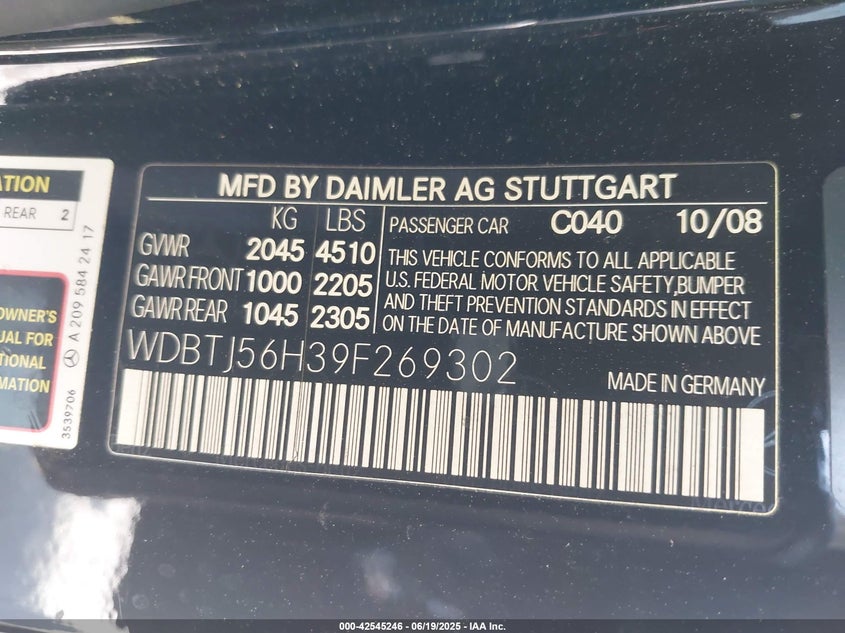 ATION
REAR 2
OWNER'S
UAL FOR
TIONAL
RMATION
A 209 584 24 17
3539706
MFD BY DAIMLER AG STUTTGART
KG LBS
GVWR 2045 4510
GAWR FRONT 1000 2205
GAWR REAR 1045 2305
PASSENGER CAR C040 10/08
THIS VEHICLE CONFORMS TO ALL APPLICABLE
U.S. FEDERAL MOTOR VEHICLE SAFETY,BUMPER
AND THEFT PREVENTION STANDARDS IN EFFECT
ON THE DATE OF MANUFACTURE SHOWN ABOVE
WDBTJ56H39F269302
MADE IN GERMANY
000-42545246 - 06/19/2025 - IAA Inc.